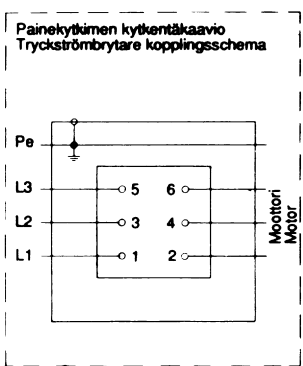 Painekytkimen kytkentäkaavio
Tryckströmbrytare kopplingsschema
Pe
L3 5 6
L2 3 4
L1 1 2
Moottori
Motor